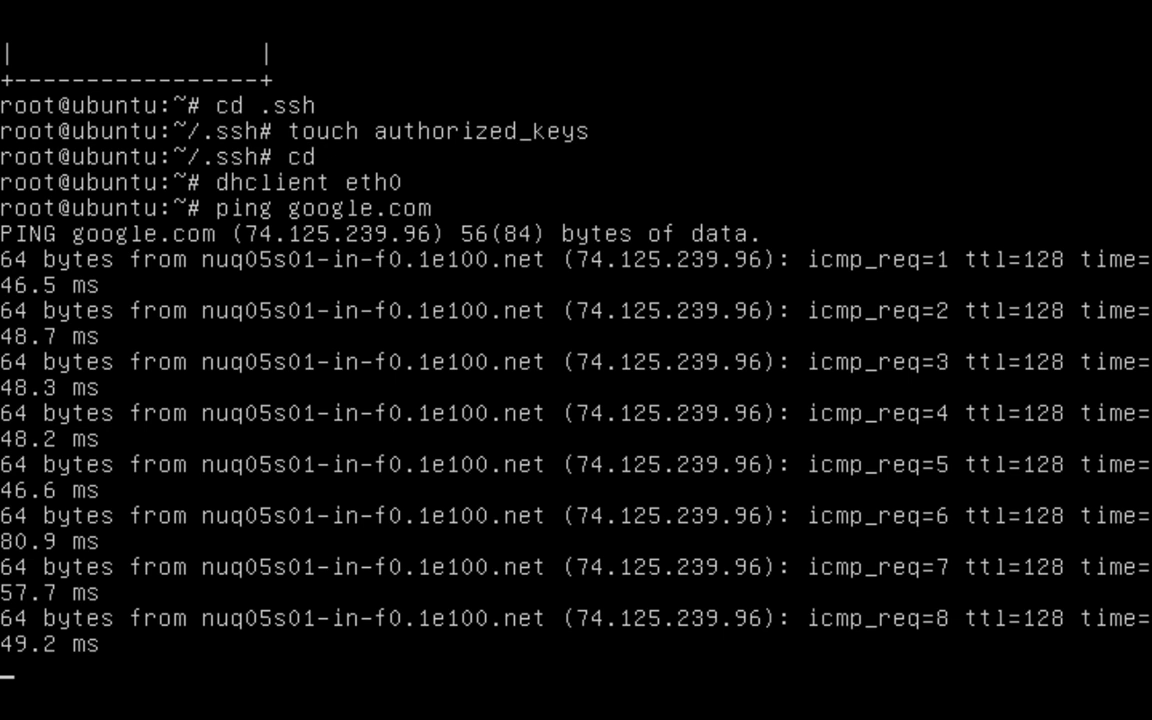 |                 |
+-----------------+
root@ubuntu:~# cd .ssh
root@ubuntu:~/.ssh# touch authorized_keys
root@ubuntu:~/.ssh# cd
root@ubuntu:~# dhclient eth0
root@ubuntu:~# ping google.com
PING google.com (74.125.239.96) 56(84) bytes of data.
64 bytes from nuq05s01-in-f0.1e100.net (74.125.239.96): icmp_req=1 ttl=128 time=
46.5 ms
64 bytes from nuq05s01-in-f0.1e100.net (74.125.239.96): icmp_req=2 ttl=128 time=
48.7 ms
64 bytes from nuq05s01-in-f0.1e100.net (74.125.239.96): icmp_req=3 ttl=128 time=
48.3 ms
64 bytes from nuq05s01-in-f0.1e100.net (74.125.239.96): icmp_req=4 ttl=128 time=
48.2 ms
64 bytes from nuq05s01-in-f0.1e100.net (74.125.239.96): icmp_req=5 ttl=128 time=
46.6 ms
64 bytes from nuq05s01-in-f0.1e100.net (74.125.239.96): icmp_req=6 ttl=128 time=
80.9 ms
64 bytes from nuq05s01-in-f0.1e100.net (74.125.239.96): icmp_req=7 ttl=128 time=
57.7 ms
64 bytes from nuq05s01-in-f0.1e100.net (74.125.239.96): icmp_req=8 ttl=128 time=
49.2 ms